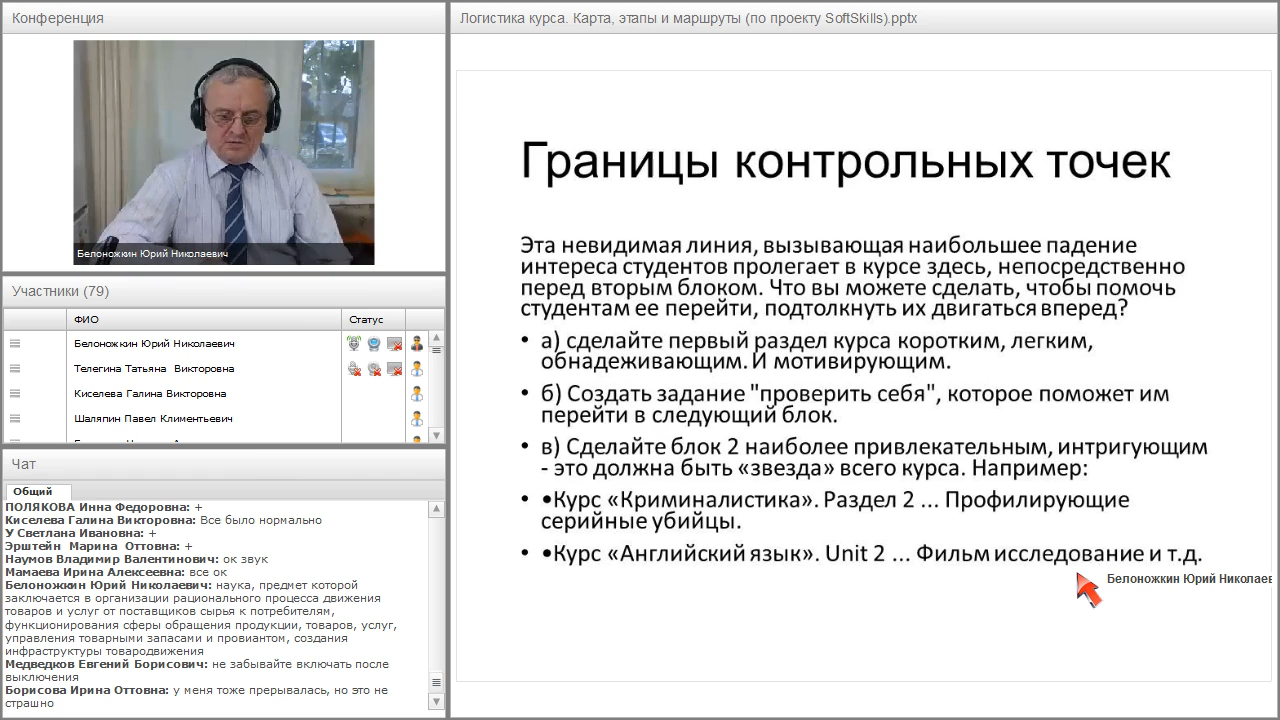 Конференция
Белоножкин Юрий Николаевич
Участники (79)
ФИО
Статус
Белоножкин Юрий Николаевич
Телегина Татьяна Викторовна
Киселева Галина Викторовна
Шаляпин Павел Климентьевич
Чат
Общий
ПОЛЯКОВА Инна Федоровна: +
Киселева Галина Викторовна: Все было нормально
У Светлана Ивановна: +
Эрштейн Марина Оттовна: +
Наумов Владимир Валентинович: ок звук
Мамаева Ирина Алексеевна: все ок
Белоножкин Юрий Николаевич: наука, предмет которой
заключается в организации рационального процесса движения
товаров и услуг от поставщиков сырья к потребителям,
функционирования сферы обращения продукции, товаров, услуг,
управления товарными запасами и провиантом, создания
инфраструктуры товародвижения
Медведков Евгений Борисович: не забывайте включать после
выключения
Борисова Ирина Оттовна: у меня тоже прерывалась, но это не
страшно
Логистика курса. Карта, этапы и маршруты (по проекту SoftSkills).pptx
Границы контрольных точек
Эта невидимая линия, вызывающая наибольшее падение
интереса студентов пролегает в курсе здесь, непосредственно
перед вторым блоком. Что вы можете сделать, чтобы помочь
студентам ее перейти, подтолкнуть их двигаться вперед?
• а) сделайте первый раздел курса коротким, легким,
обнадеживающим. И мотивирующим.
• б) Создать задание "проверить себя", которое поможет им
перейти в следующий блок.
• в) Сделайте блок 2 наиболее привлекательным, интригующим
- это должна быть «звезда» всего курса. Например:
• •Курс «Криминалистика». Раздел 2 ... Профилирующие
серийные убийцы.
• •Курс «Английский язык». Unit 2 ... Фильм исследование и т.д.
Белоножкин Юрий Николаев